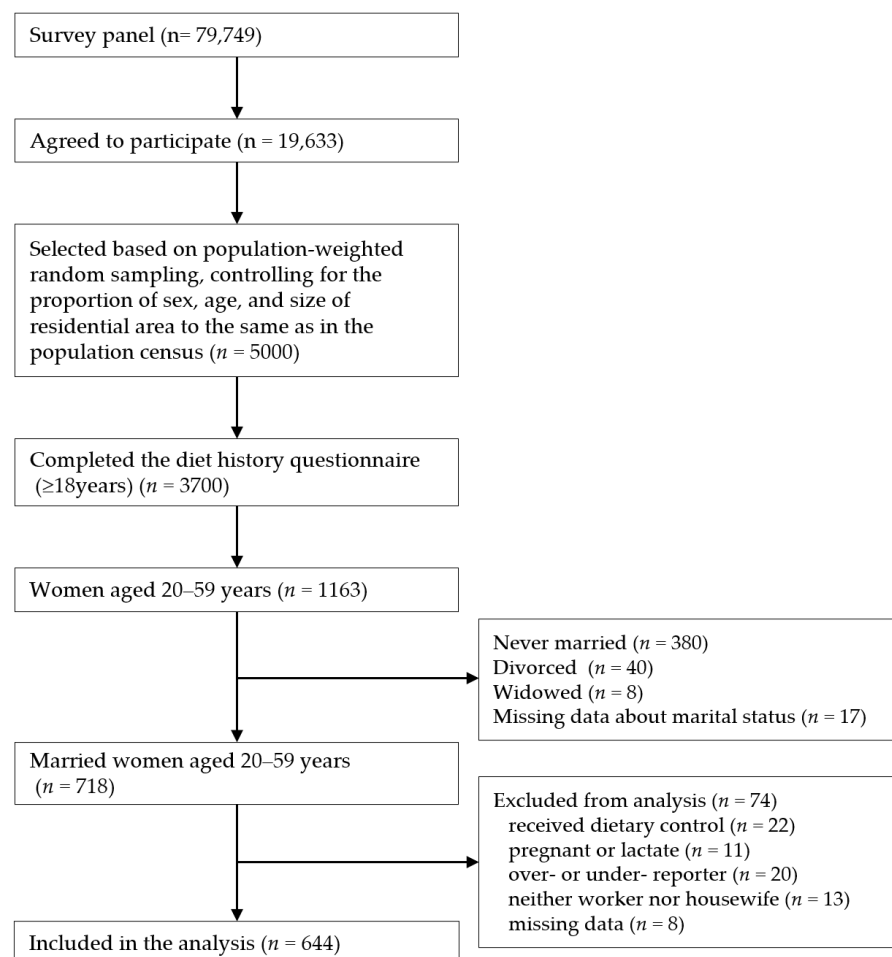 Survey panel (n= 79,749)
Agreed to participate (n = 19,633)
Selected based on population-weighted
random sampling, controlling for the
proportion of sex, age, and size of
residential area to the same as in the
population census (n = 5000)
Completed the diet history questionnaire
(≥18years) (n = 3700)
Women aged 20–59 years (n = 1163)
Never married (n = 380)
Divorced (n = 40)
Widowed (n = 8)
Missing data about marital status (n = 17)
Married women aged 20–59 years
(n = 718)
Excluded from analysis (n = 74)
received dietary control (n = 22)
pregnant or lactate (n = 11)
over- or under- reporter (n = 20)
neither worker nor housewife (n = 13)
missing data (n = 8)
Included in the analysis (n = 644)